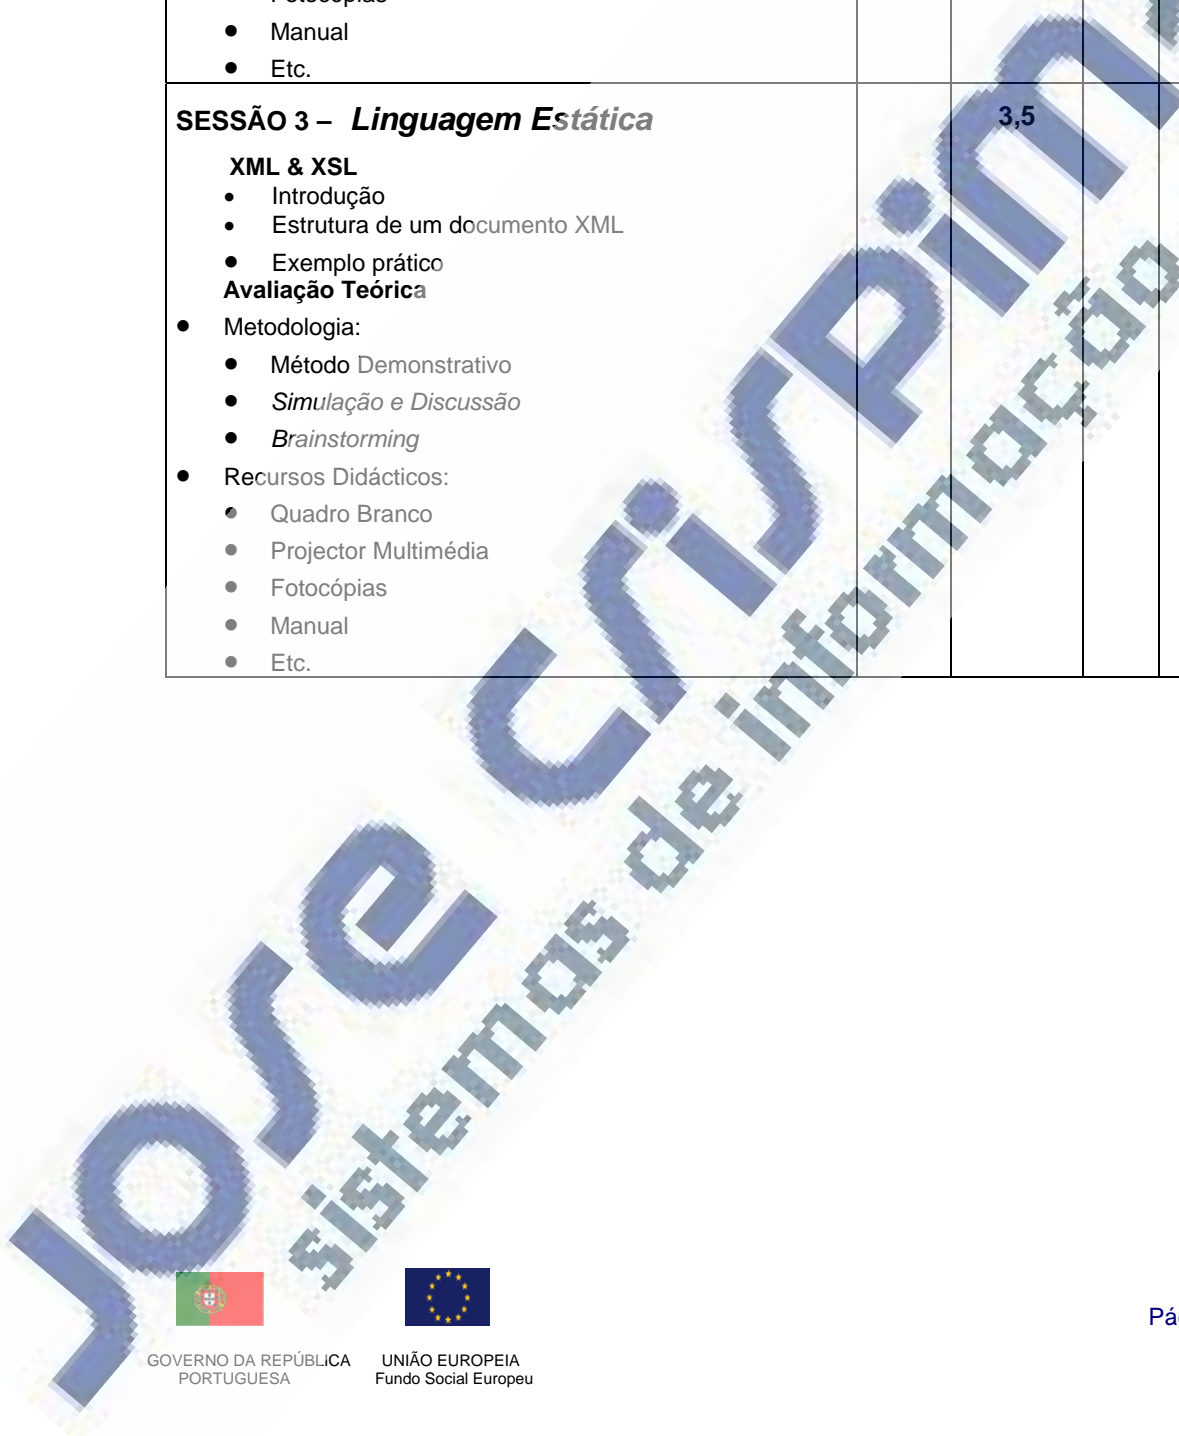 Manual
Etc.
SESSÃO 3 – Linguagem Estática 3,5
XML & XSL
Introdução
Estrutura de um documento XML
Exemplo prático
Avaliação Teórica
Metodologia:
Método Demonstrativo
Simulação e Discussão
Brainstorming
Recursos Didácticos:
Quadro Branco
Projector Multimédia
Fotocópias
Manual
Etc.
Jose Crispim
sistemas de informação
GOVERNO DA REPÚBLICA
PORTUGUESA
UNIÃO EUROPEIA
Fundo Social Europeu